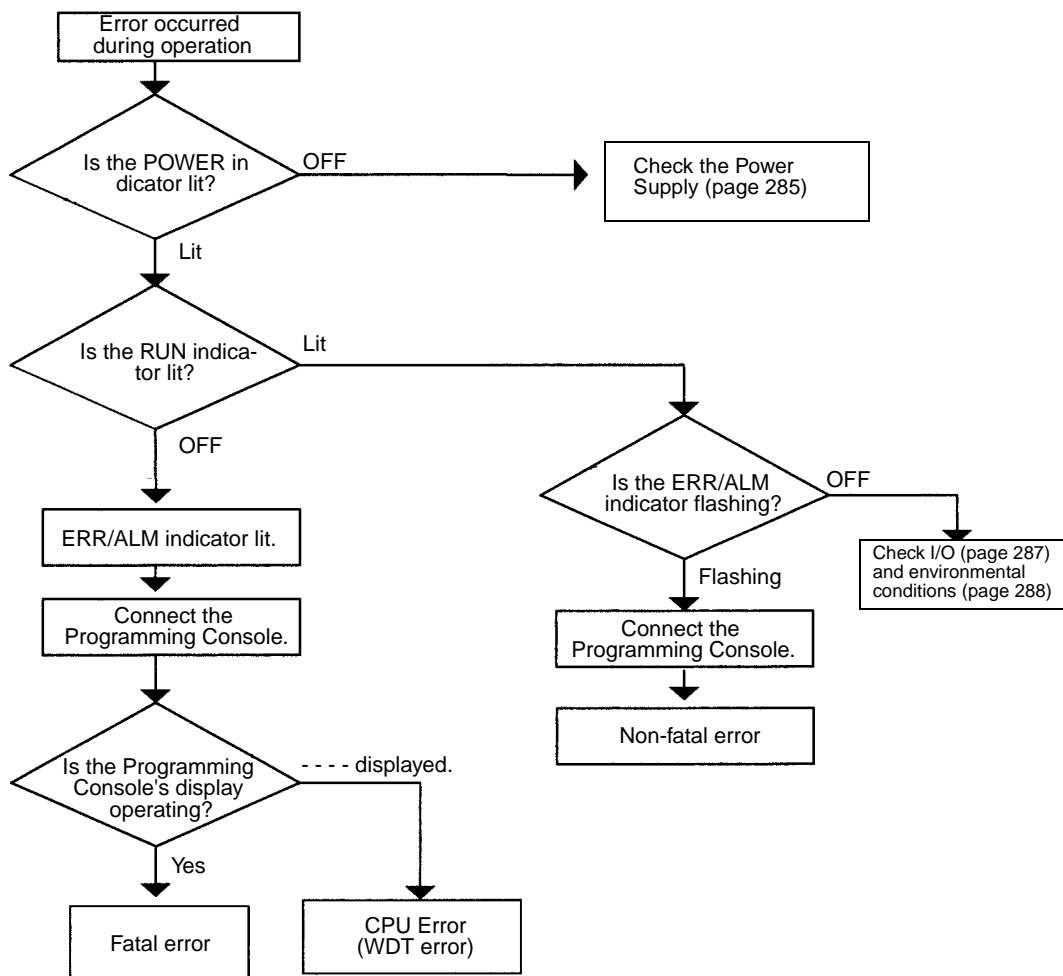 Error occurred
during operation
Is the POWER in
dicator lit?
OFF
Check the Power
Supply (page 285)
Lit
Is the RUN indica-
tor lit?
Lit
OFF
Is the ERR/ALM
indicator flashing?
OFF
ERR/ALM indicator lit.
Check I/O (page 287)
and environmental
conditions (page 288)
Flashing
Connect the
Programming Console.
Connect the
Programming Console.
Non-fatal error
Is the Programming
Console's display
operating?
- - - - displayed.
Yes
Fatal error
CPU Error
(WDT error)